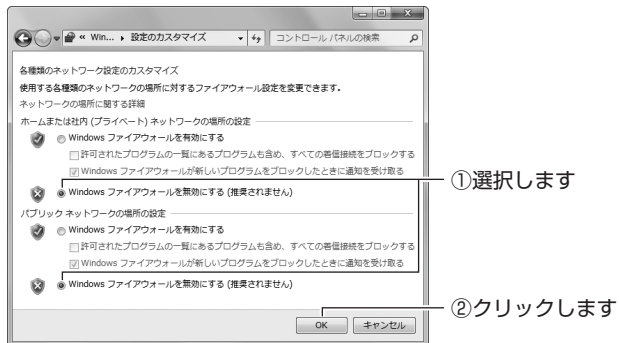 « Win... ▸ 設定のカスタマイズ
コントロール パネルの検索
各種類のネットワーク設定のカスタマイズ
使用する各種類のネットワークの場所に対するファイアウォール設定を変更できます。
ネットワークの場所に関する詳細
ホームまたは社内 (プライベート) ネットワークの場所の設定
Windows ファイアウォールを有効にする
許可されたプログラムの一覧にあるプログラムも含め、すべての着信接続をブロックする
Windows ファイアウォールが新しいプログラムをブロックしたときに通知を受け取る
Windows ファイアウォールを無効にする (推奨されません)
①選択します
パブリック ネットワークの場所の設定
Windows ファイアウォールを有効にする
許可されたプログラムの一覧にあるプログラムも含め、すべての着信接続をブロックする
Windows ファイアウォールが新しいプログラムをブロックしたときに通知を受け取る
Windows ファイアウォールを無効にする (推奨されません)
OK
キャンセル
②クリックします